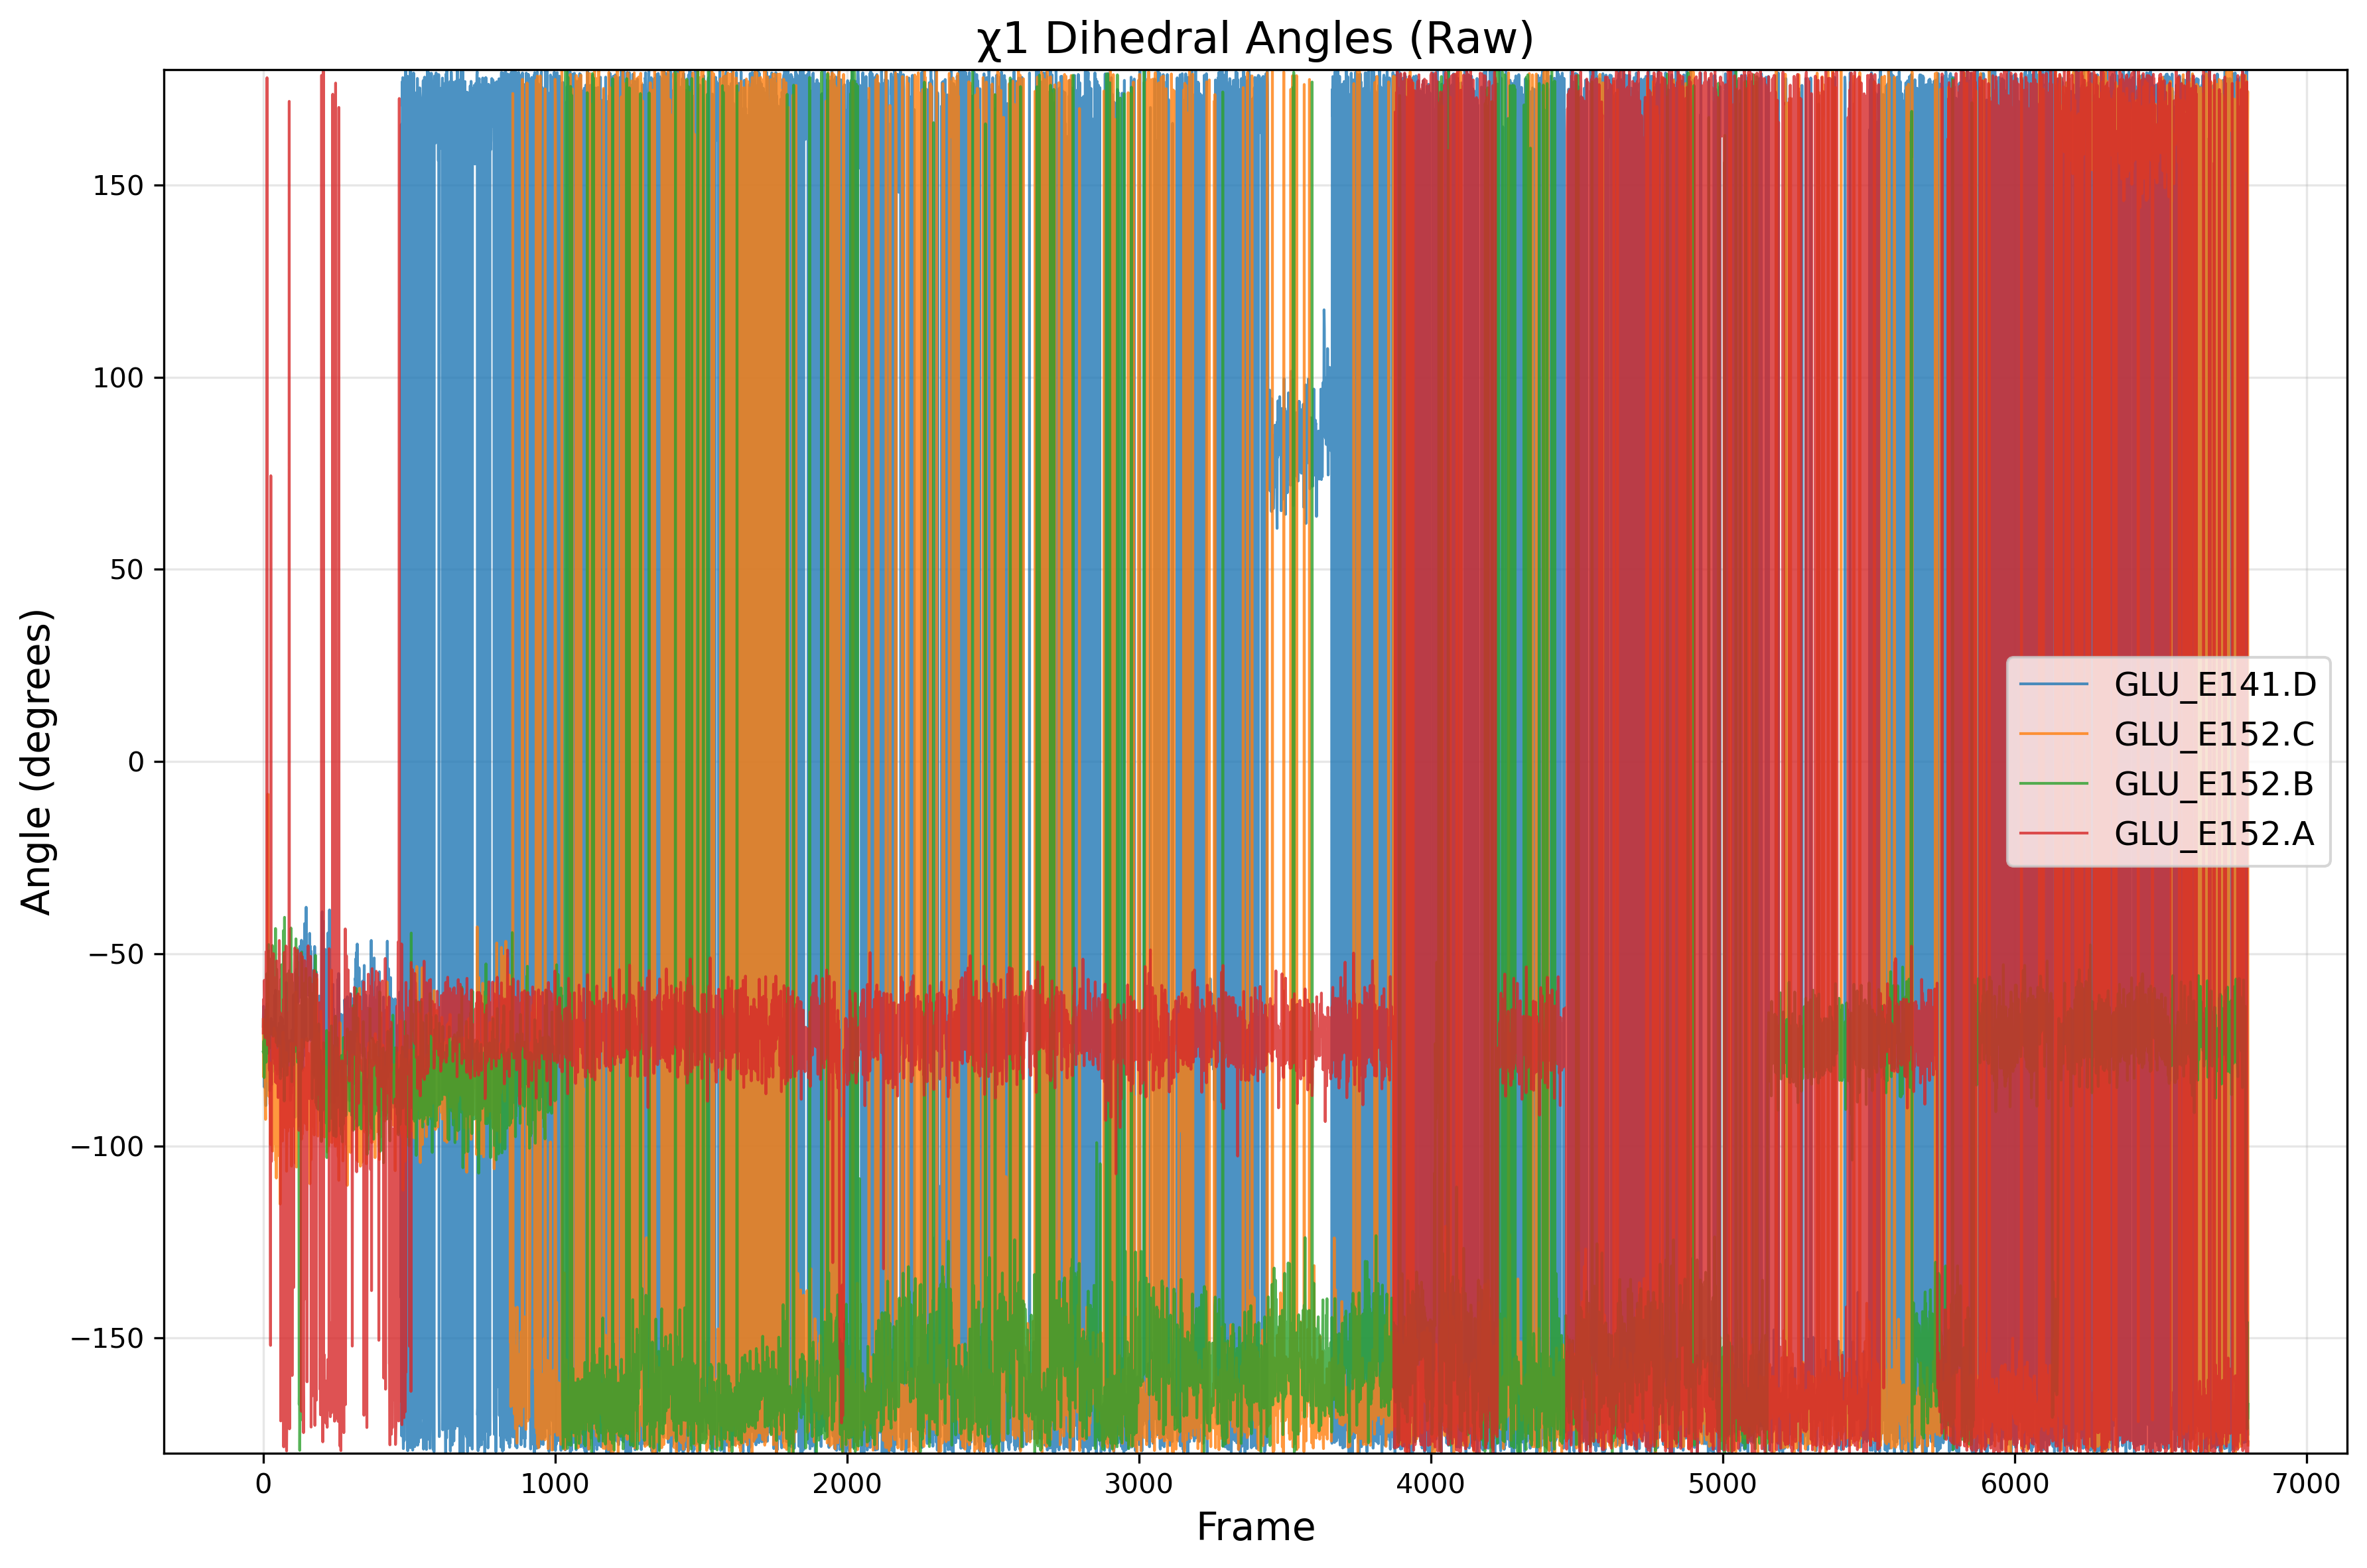 χ1 Dihedral Angles (Raw)
Angle (degrees)
150
100
50
0
−50
−100
−150
GLU_E141.D
GLU_E152.C
GLU_E152.B
GLU_E152.A
0 1000 2000 3000 4000 5000 6000 7000
Frame